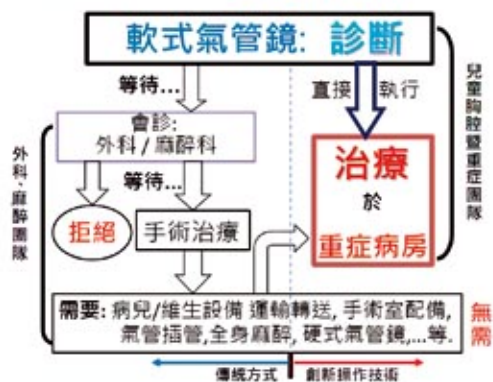 軟式氣管鏡: 診斷
等待...
直接 執行
會診:
外科 / 麻醉科
等待...
拒絕
手術治療
治療
於
重症病房
外科、麻醉團隊
兒童胸腔暨重症團隊
需要: 病兒/維生設備 運輸轉送, 手術室配備,
氣管插管,全身麻醉, 硬式氣管鏡,...等.
無需
傳統方式
創新操作技術